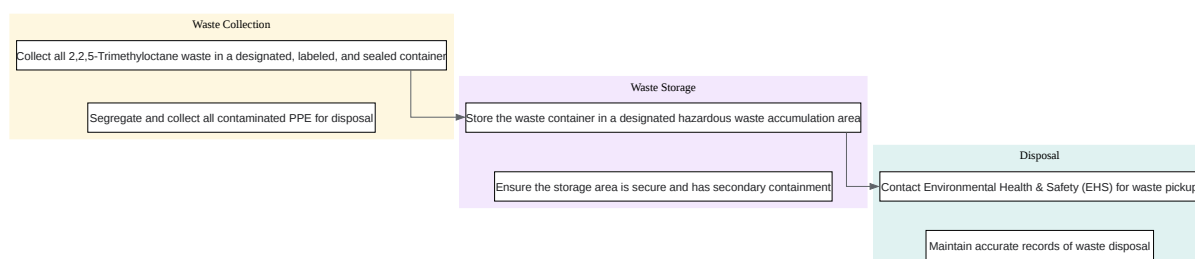 Waste Collection
Collect all 2,2,5-Trimethyloctane waste in a designated, labeled, and sealed container
Segregate and collect all contaminated PPE for disposal
Waste Storage
Store the waste container in a designated hazardous waste accumulation area
Ensure the storage area is secure and has secondary containment
Disposal
Contact Environmental Health & Safety (EHS) for waste pickup
Maintain accurate records of waste disposal